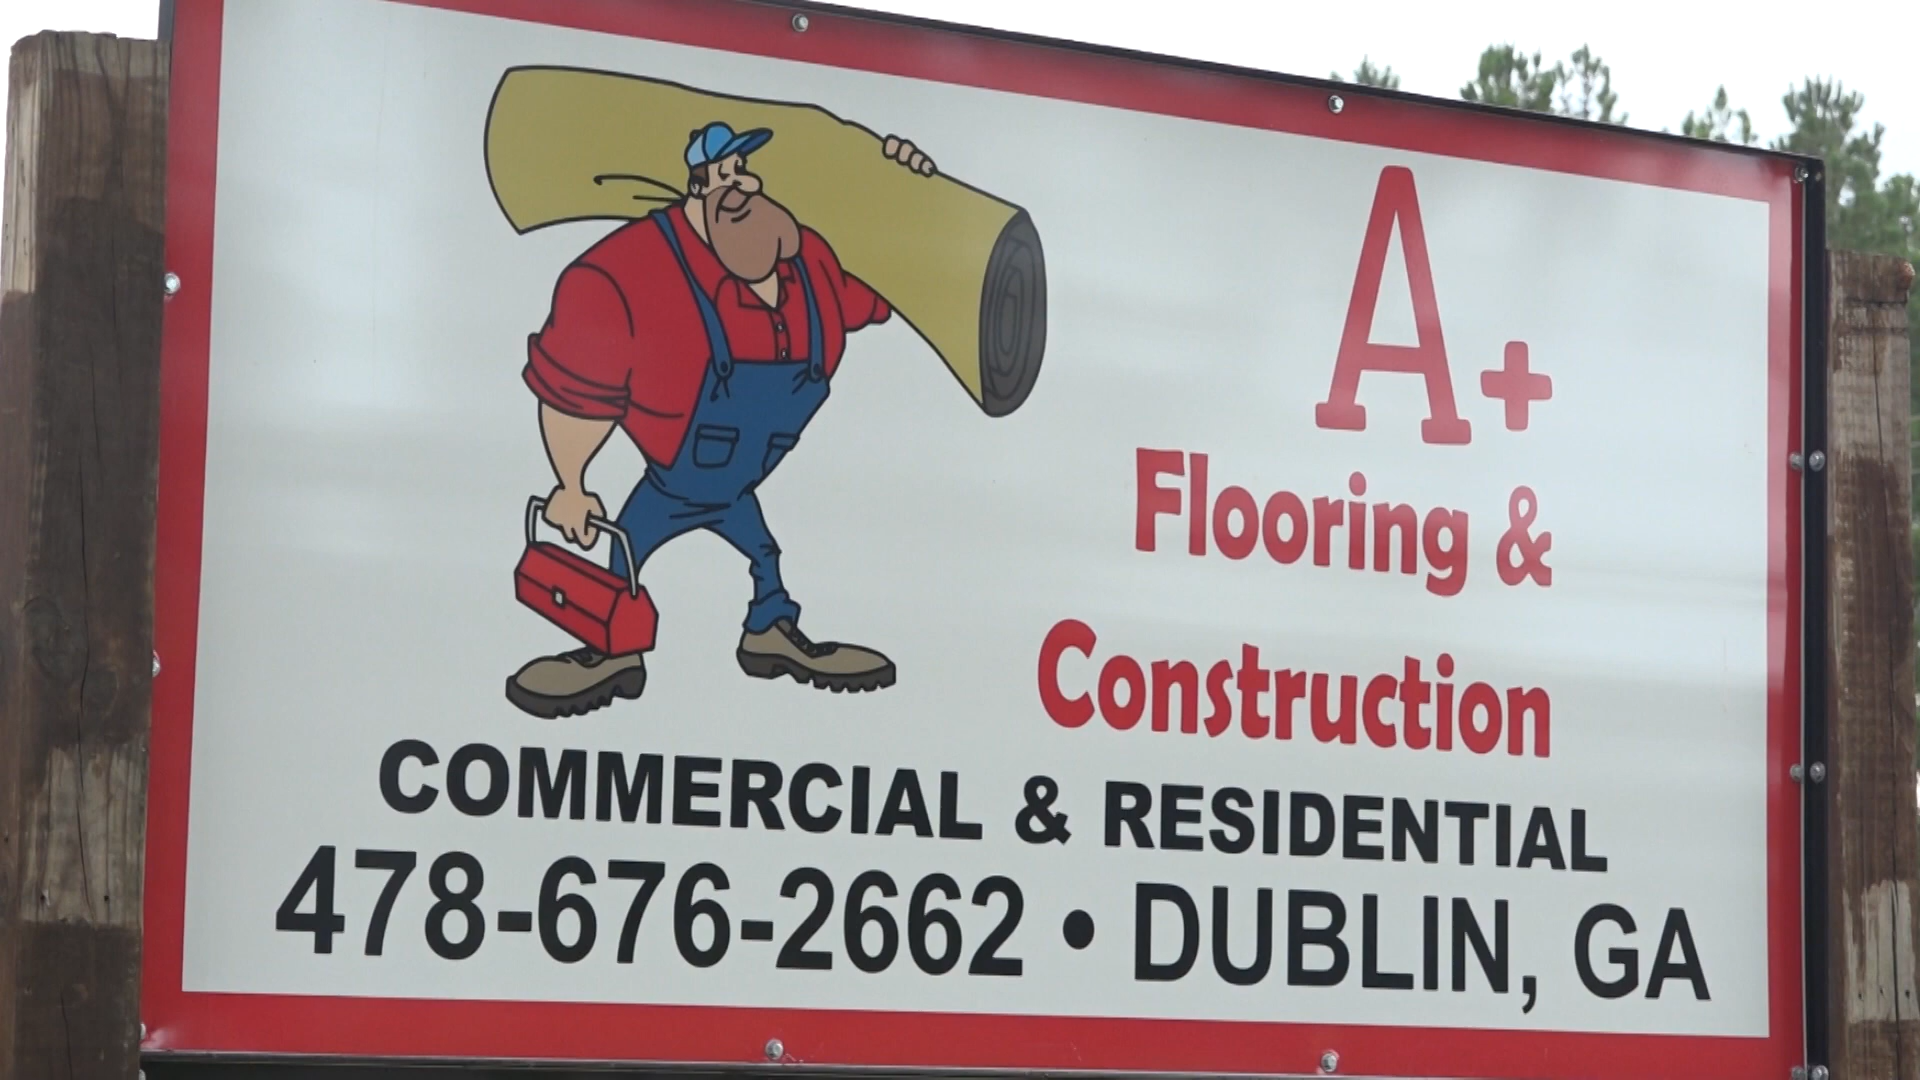 A+
Flooring &
Construction
COMMERCIAL & RESIDENTIAL
478-676-2662 • DUBLIN, GA